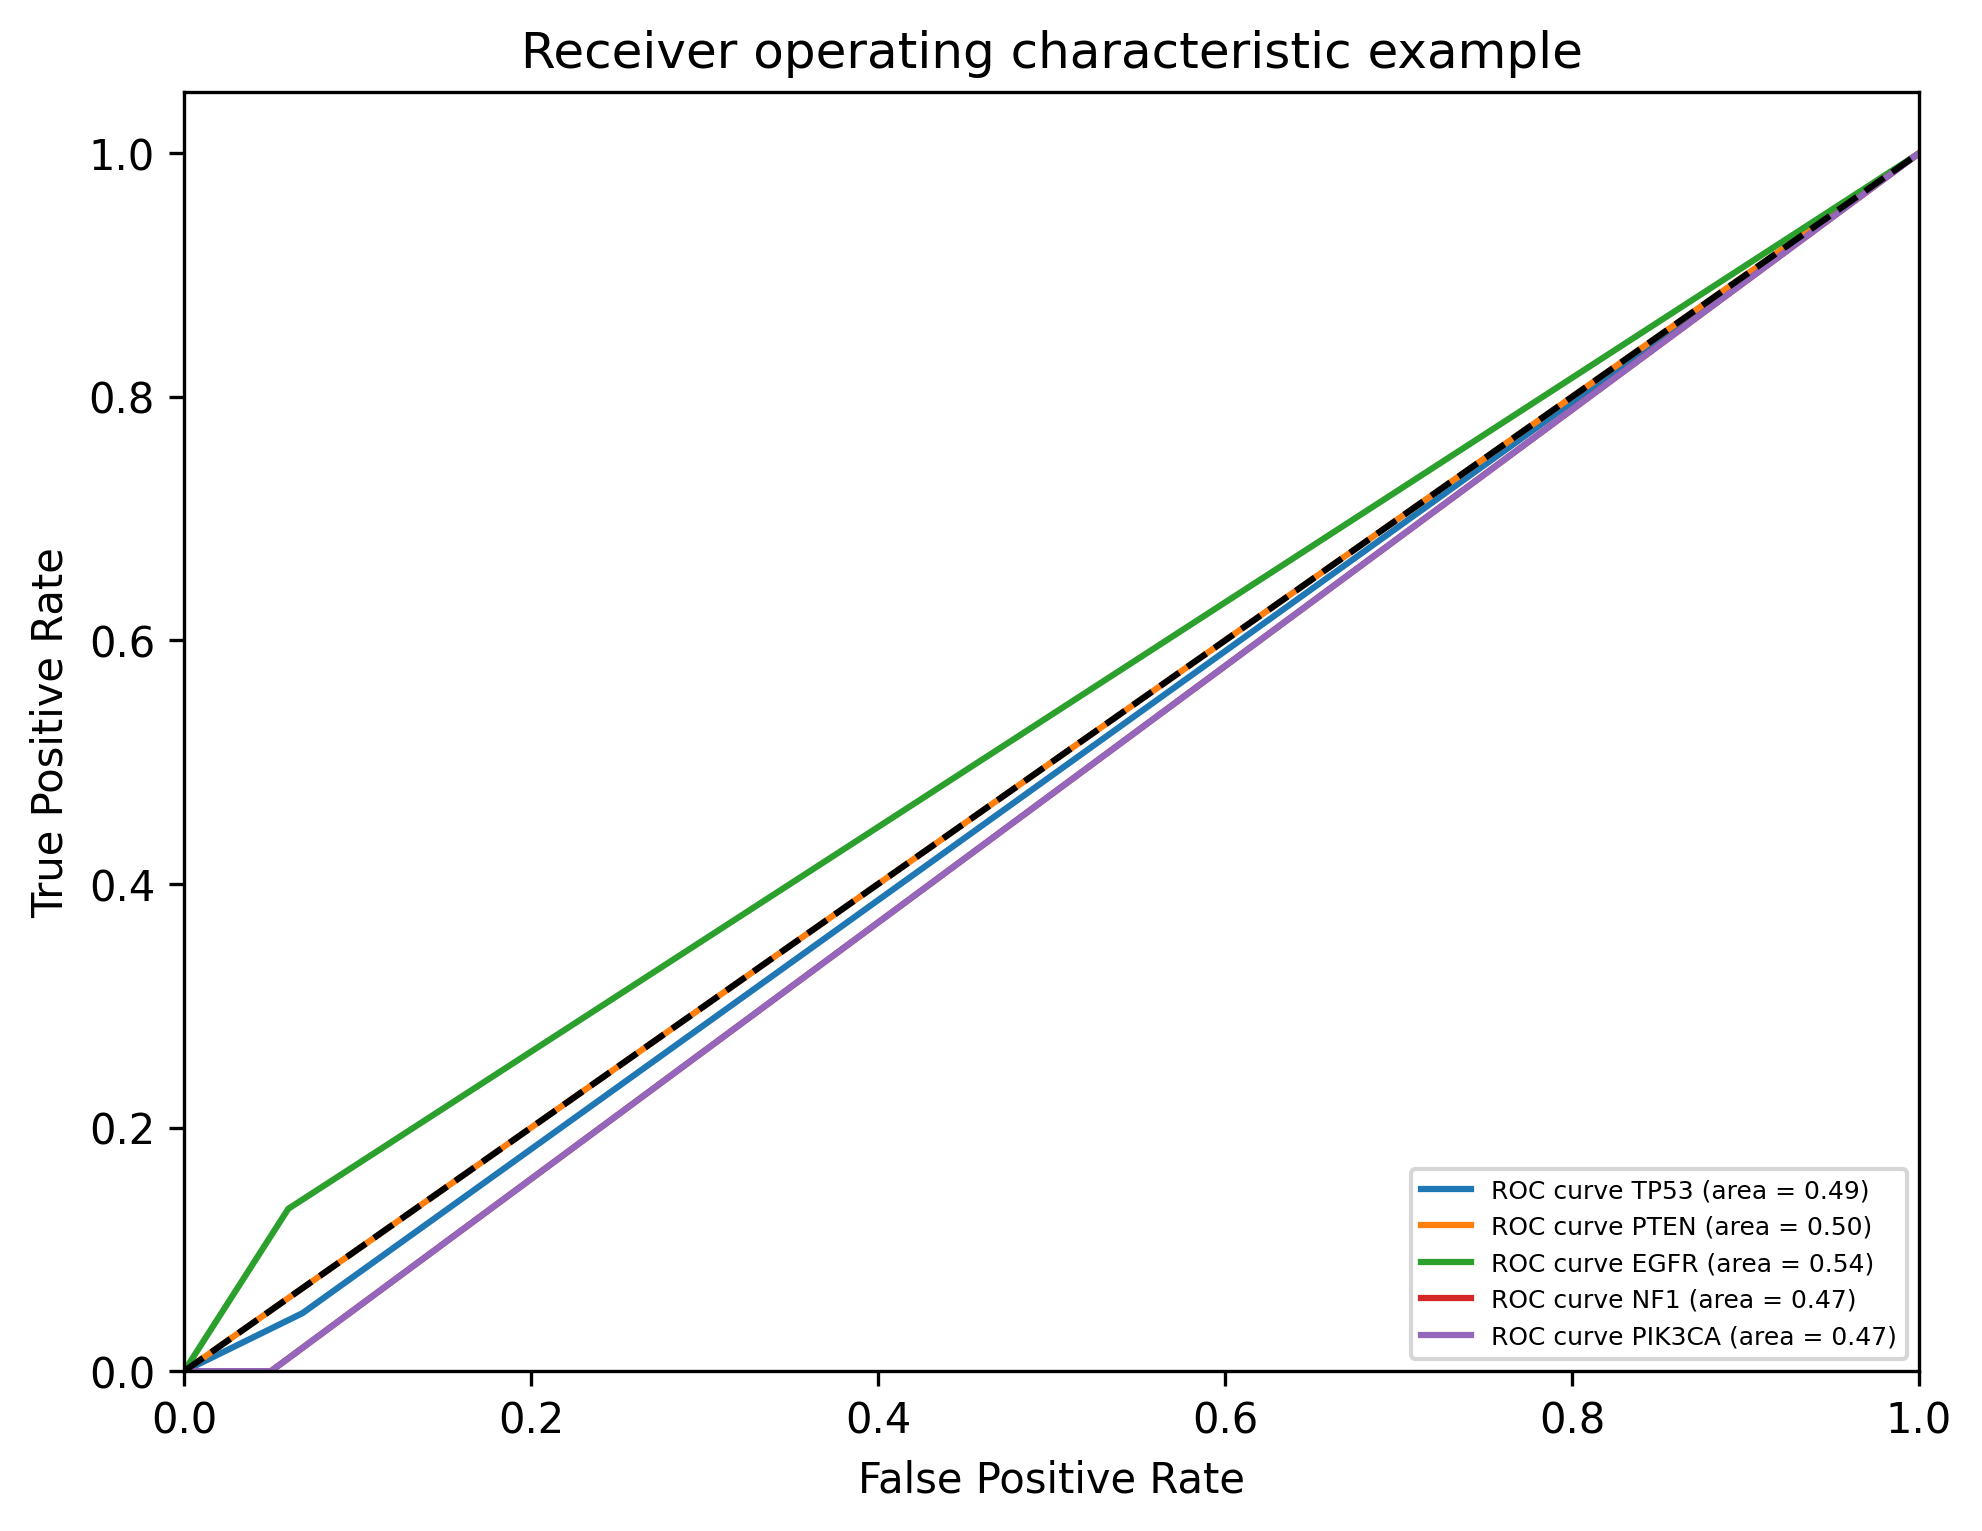 Receiver operating characteristic example
1.0
0.8
0.6
0.4
0.2
0.0
True Positive Rate
ROC curve TP53 (area = 0.49)
ROC curve PTEN (area = 0.50)
ROC curve EGFR (area = 0.54)
ROC curve NF1 (area = 0.47)
ROC curve PIK3CA (area = 0.47)
0.0 0.2 0.4 0.6 0.8 1.0
False Positive Rate